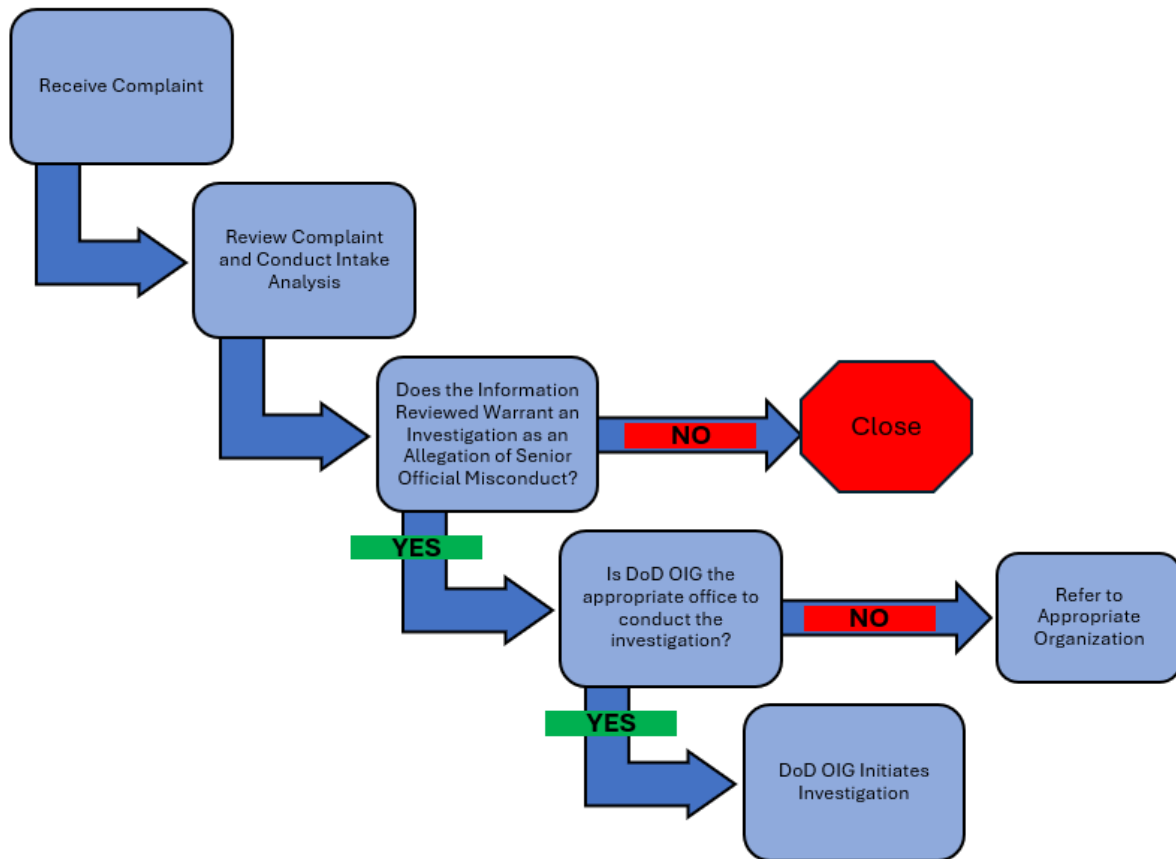 Receive Complaint
Review Complaint
and Conduct Intake
Analysis
Does the Information
Reviewed Warrant an
Investigation as an
Allegation of Senior
Official Misconduct?
NO
Close
YES
Is DoD OIG the
appropriate office to
conduct the
investigation?
NO
Refer to
Appropriate
Organization
YES
DoD OIG Initiates
Investigation